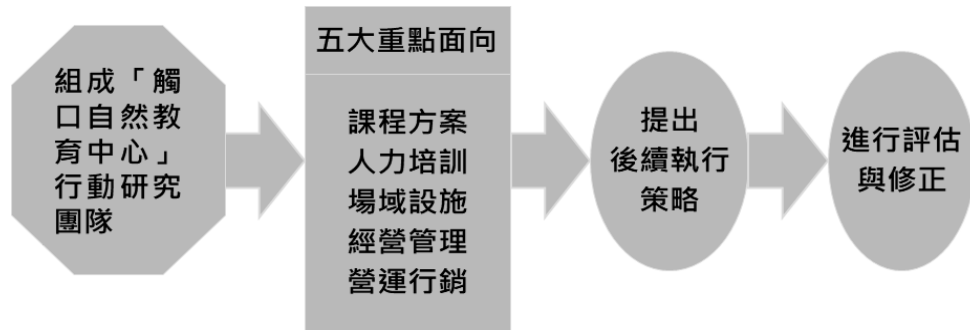 組成「觸
口自然教
育中心」
行動研究
團隊
五大重點面向
課程方案
人力培訓
場域設施
經營管理
營運行銷
提出
後續執行
策略
進行評估
與修正